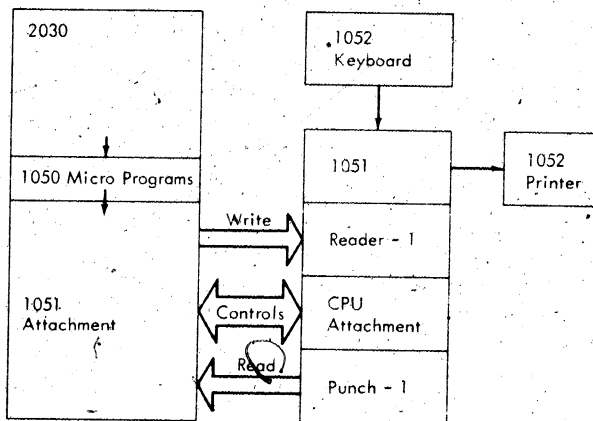 2030
1050 Micro Programs
1051
Attachment
1052
Keyboard
1051
1052
Printer
Write
Reader - 1
Controls
CPU
Attachment
Read
Punch - 1